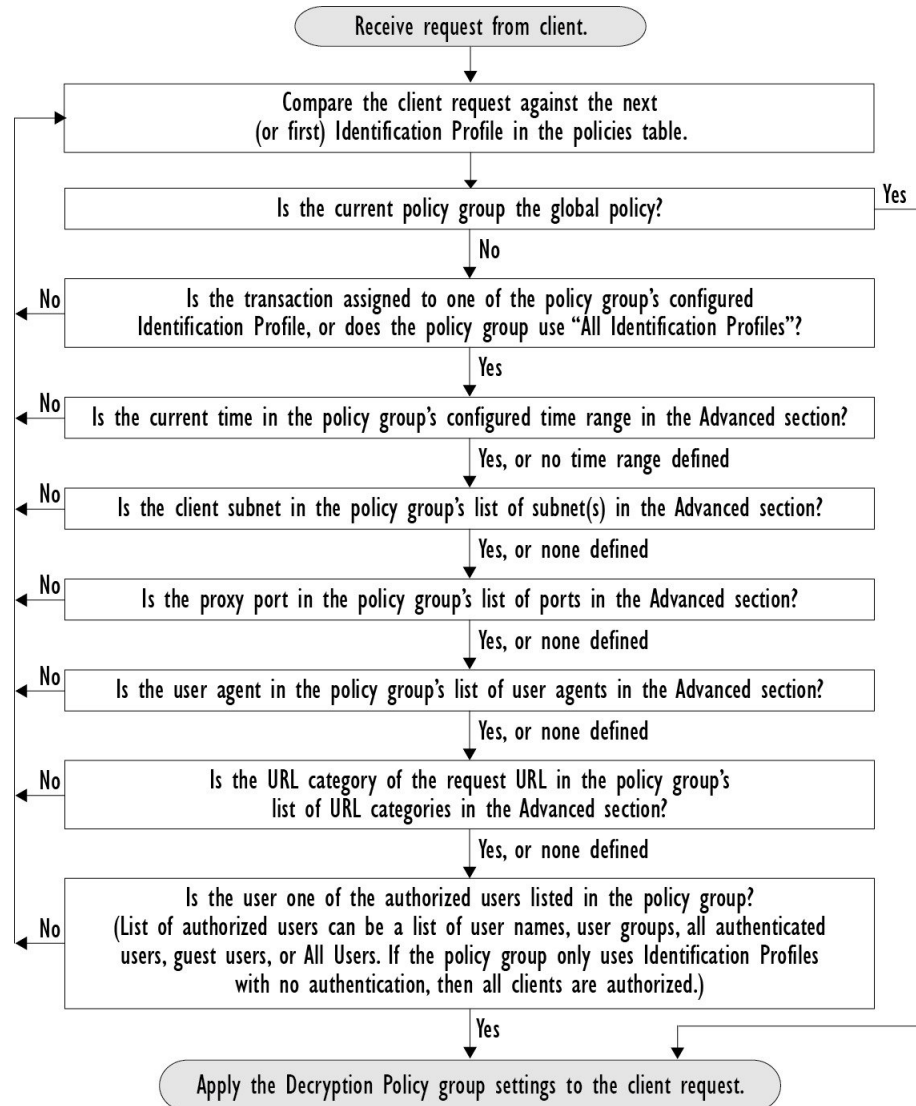 Receive request from client.
Compare the client request against the next
(or first) Identification Profile in the policies table.
Is the current policy group the global policy?
Yes
No
Is the transaction assigned to one of the policy group's configured
Identification Profile, or does the policy group use “All Identification Profiles”?
No
Yes
Is the current time in the policy group's configured time range in the Advanced section?
No
Yes, or no time range defined
Is the client subnet in the policy group's list of subnet(s) in the Advanced section?
No
Yes, or none defined
Is the proxy port in the policy group's list of ports in the Advanced section?
No
Yes, or none defined
Is the user agent in the policy group's list of user agents in the Advanced section?
No
Yes, or none defined
Is the URL category of the request URL in the policy group's
list of URL categories in the Advanced section?
No
Yes, or none defined
Is the user one of the authorized users listed in the policy group?
(List of authorized users can be a list of user names, user groups, all authenticated
users, guest users, or All Users. If the policy group only uses Identification Profiles
with no authentication, then all clients are authorized.)
No
Yes
Apply the Decryption Policy group settings to the client request.